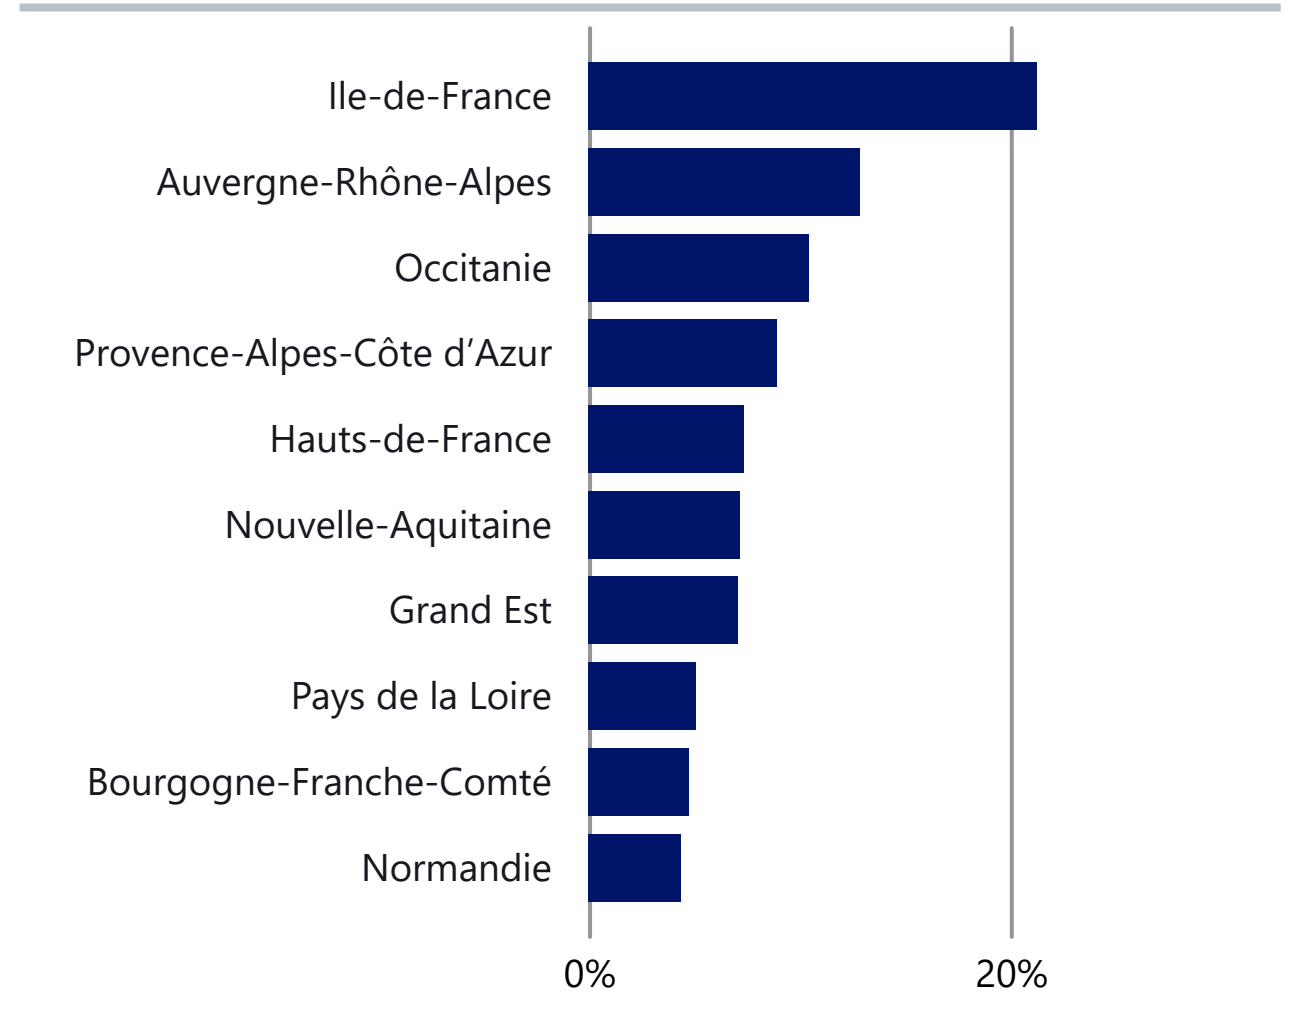 Ile-de-France
Auvergne-Rhône-Alpes
Occitanie
Provence-Alpes-Côte d’Azur
Hauts-de-France
Nouvelle-Aquitaine
Grand Est
Pays de la Loire
Bourgogne-Franche-Comté
Normandie
0% 20%